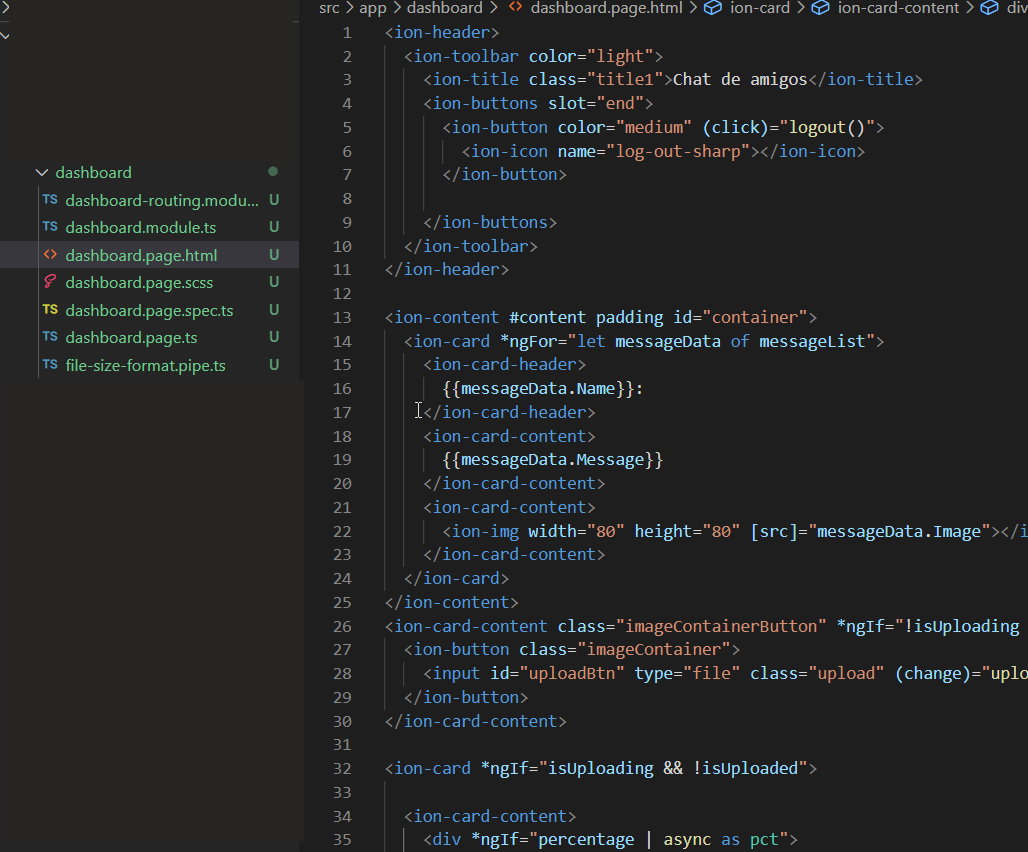 src > app > dashboard > <> dashboard.page.html > ion-card > ion-card-content > div
dashboard
TS dashboard-routing.modu... U
TS dashboard.module.ts U
<> dashboard.page.html U
dashboard.page.scss U
TS dashboard.page.spec.ts U
TS dashboard.page.ts U
TS file-size-format.pipe.ts U
1 <ion-header>
2 <ion-toolbar color="light">
3 <ion-title class="title1">Chat de amigos</ion-title>
4 <ion-buttons slot="end">
5 <ion-button color="medium" (click)="logout()">
6 <ion-icon name="log-out-sharp"></ion-icon>
7 </ion-button>
8
9 </ion-buttons>
10 </ion-toolbar>
11 </ion-header>
12
13 <ion-content #content padding id="container">
14 <ion-card *ngFor="let messageData of messageList">
15 <ion-card-header>
16 {{messageData.Name}}:
17 </ion-card-header>
18 <ion-card-content>
19 {{messageData.Message}}
20 </ion-card-content>
21 <ion-card-content>
22 <ion-img width="80" height="80" [src]="messageData.Image"></i
23 </ion-card-content>
24 </ion-card>
25 </ion-content>
26 <ion-card-content class="imageContainerButton" *ngIf="!isUploading
27 <ion-button class="imageContainer">
28 <input id="uploadBtn" type="file" class="upload" (change)="uplo
29 </ion-button>
30 </ion-card-content>
31
32 <ion-card *ngIf="isUploading && !isUploaded">
33
34 <ion-card-content>
35 <div *ngIf="percentage | async as pct">